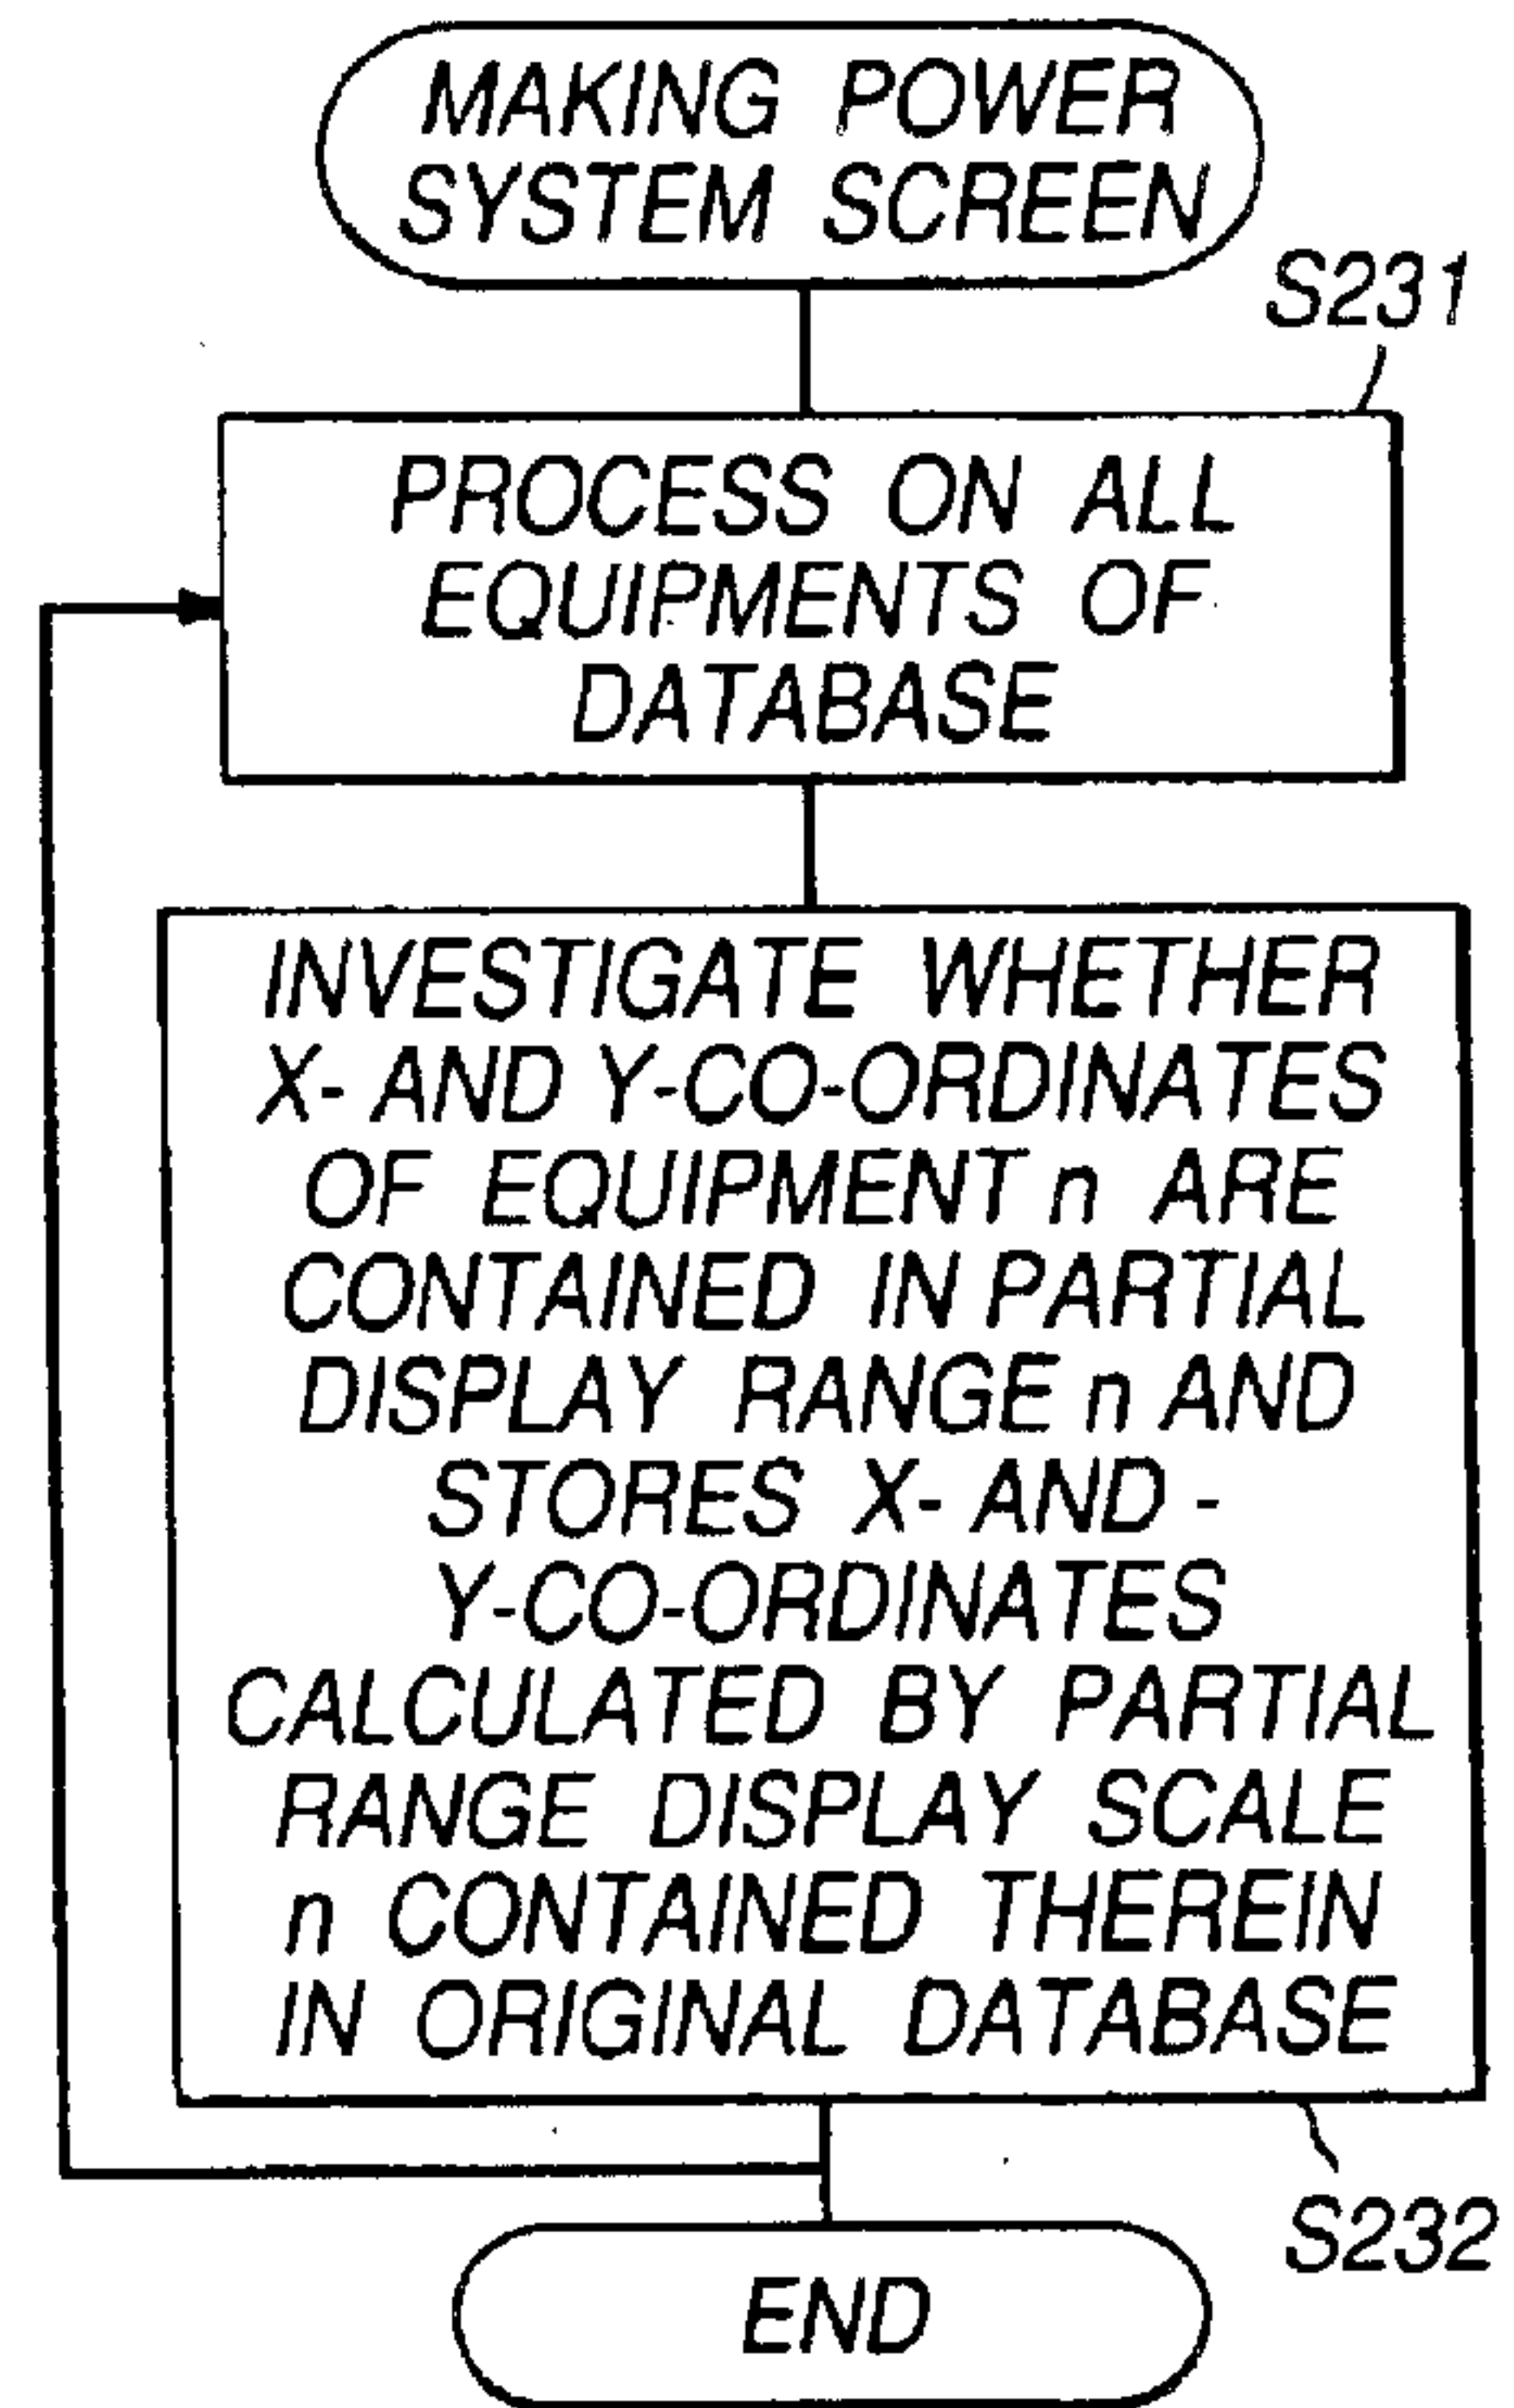 MAKING POWER
SYSTEM SCREEN
S231
PROCESS ON ALL
EQUIPMENTS OF
DATABASE
INVESTIGATE WHETHER
X- AND Y-CO-ORDINATES
OF EQUIPMENT n ARE
CONTAINED IN PARTIAL
DISPLAY RANGE n AND
STORES X- AND -
Y-CO-ORDINATES
CALCULATED BY PARTIAL
RANGE DISPLAY SCALE
n CONTAINED THEREIN
IN ORIGINAL DATABASE
S232
END